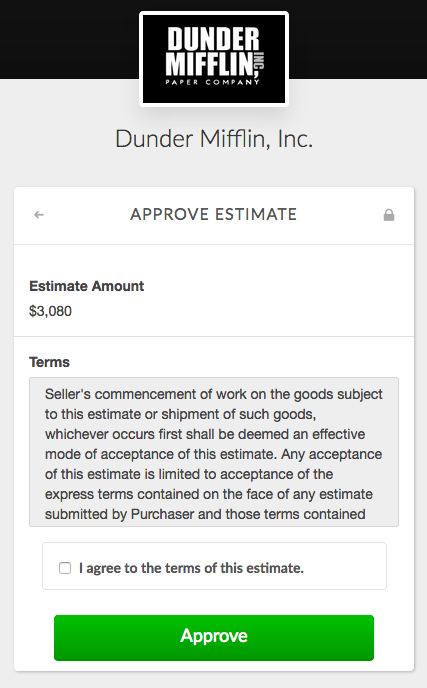 DUNDER
MIFFLIN, INC.
PAPER COMPANY
Dunder Mifflin, Inc.
APPROVE ESTIMATE
Estimate Amount
$3,080
Terms
Seller's commencement of work on the goods subject
to this estimate or shipment of such goods,
whichever occurs first shall be deemed an effective
mode of acceptance of this estimate. Any acceptance
of this estimate is limited to acceptance of the
express terms contained on the face of any estimate
submitted by Purchaser and those terms contained
I agree to the terms of this estimate.
Approve